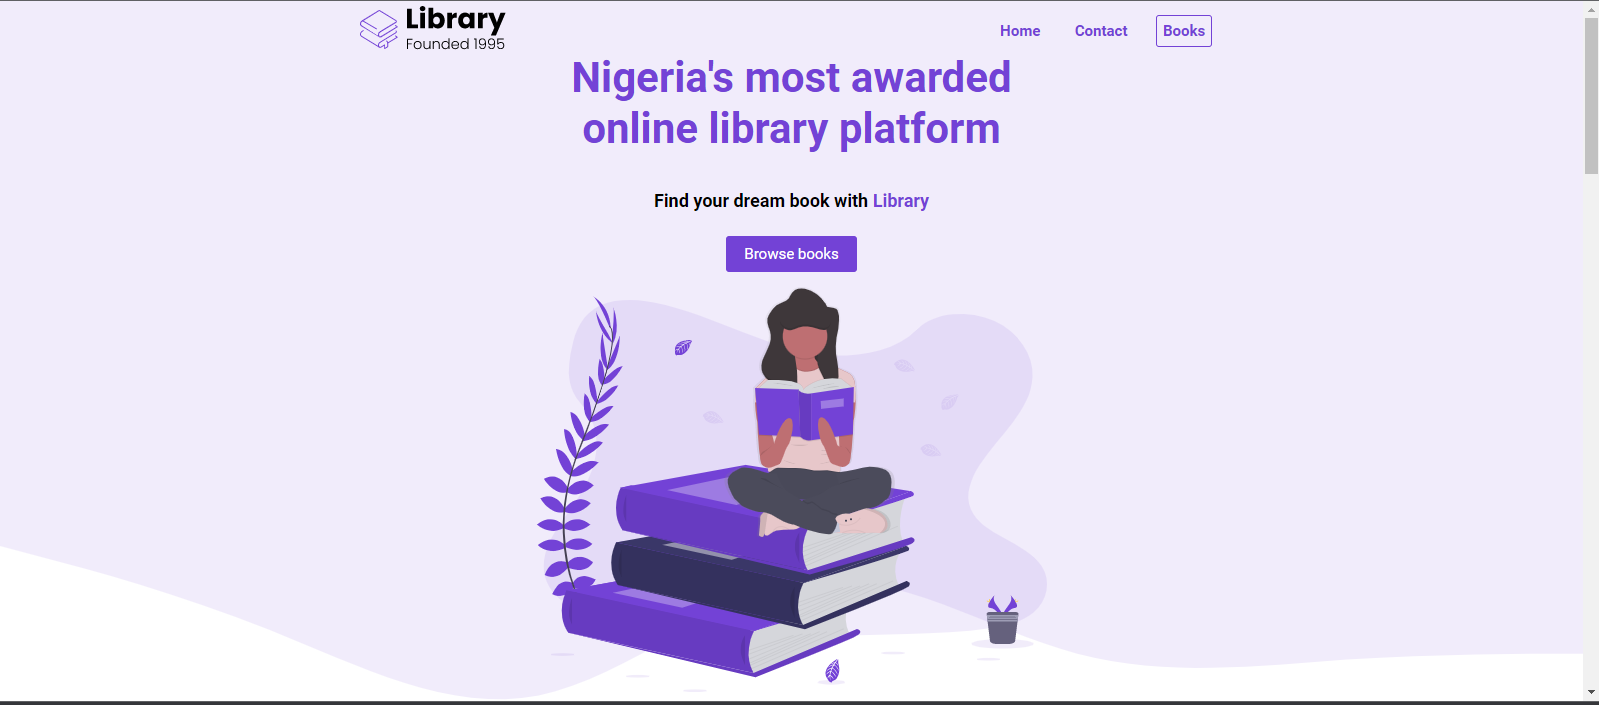 Library
Founded 1995
Home
Contact
Books
Nigeria's most awarded
online library platform
Find your dream book with Library
Browse books